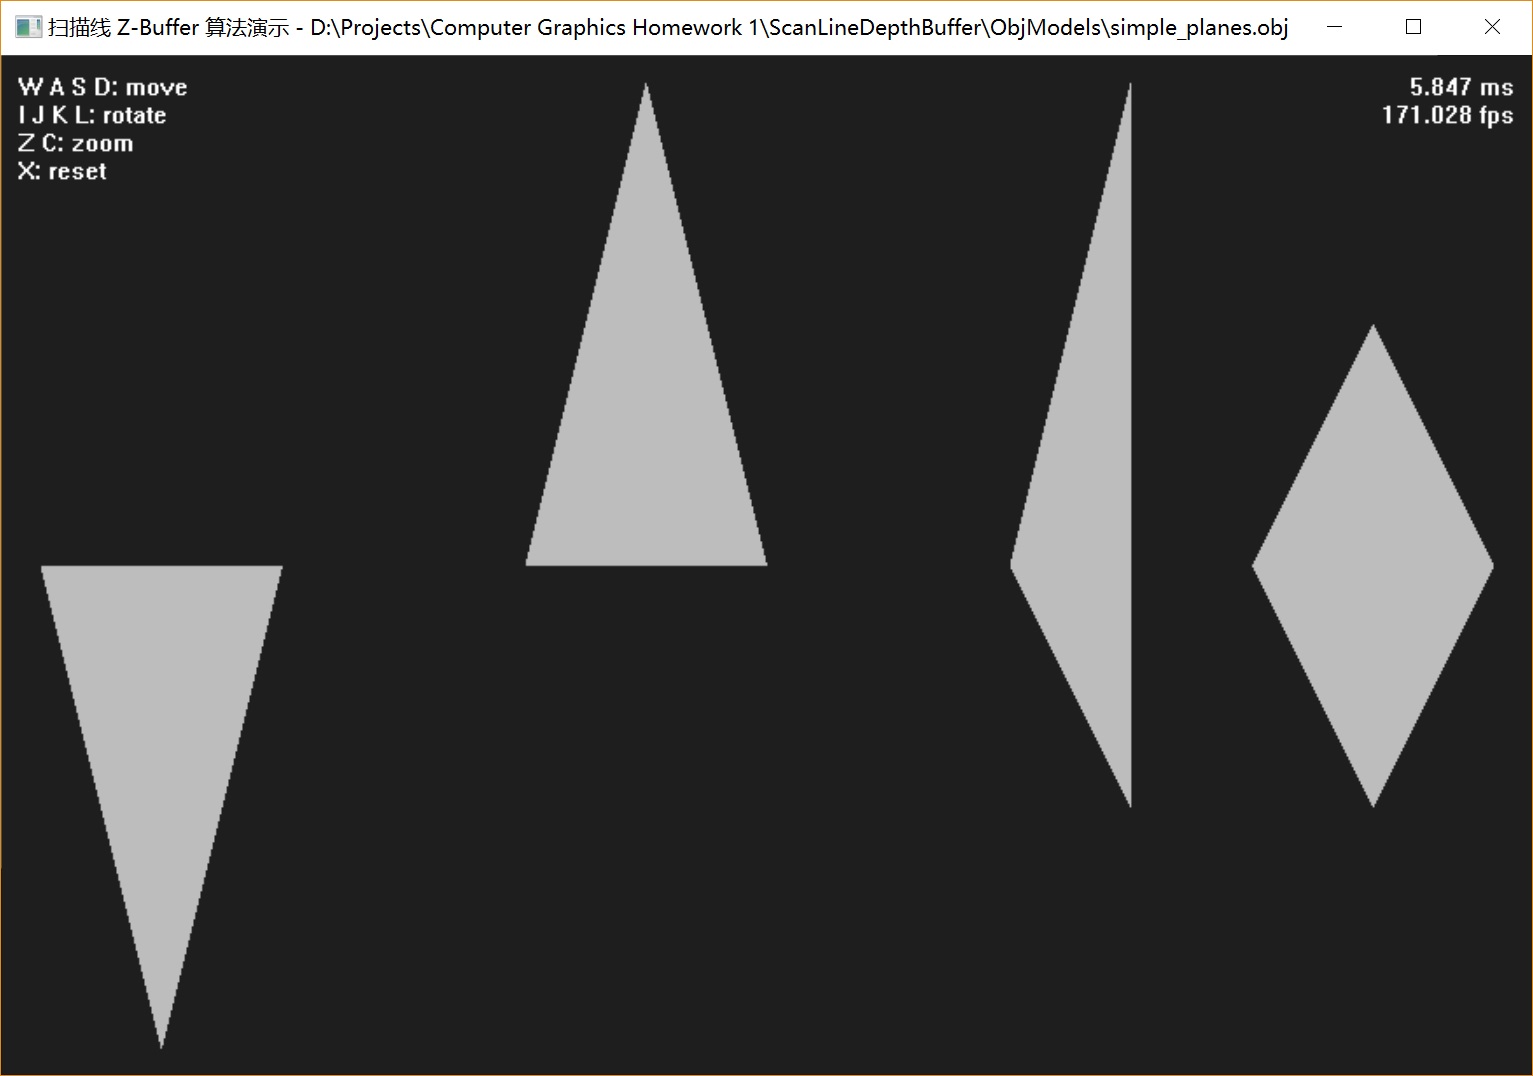 扫描线 Z-Buffer 算法演示 - D:\Projects\Computer Graphics Homework 1\ScanLineDepthBuffer\ObjModels\simple_planes.obj
W A S D: move
I J K L: rotate
Z C: zoom
X: reset
5.847 ms
171.028 fps